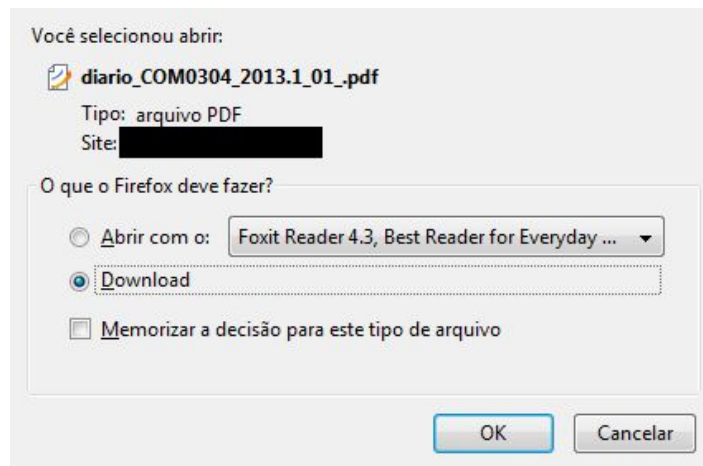 Você selecionou abrir:
diario_COM0304_2013.1_01_.pdf
Tipo: arquivo PDF
Site:
O que o Firefox deve fazer?
Abrir com o: Foxit Reader 4.3, Best Reader for Everyday ...
Download
Memorizar a decisão para este tipo de arquivo
OK Cancelar